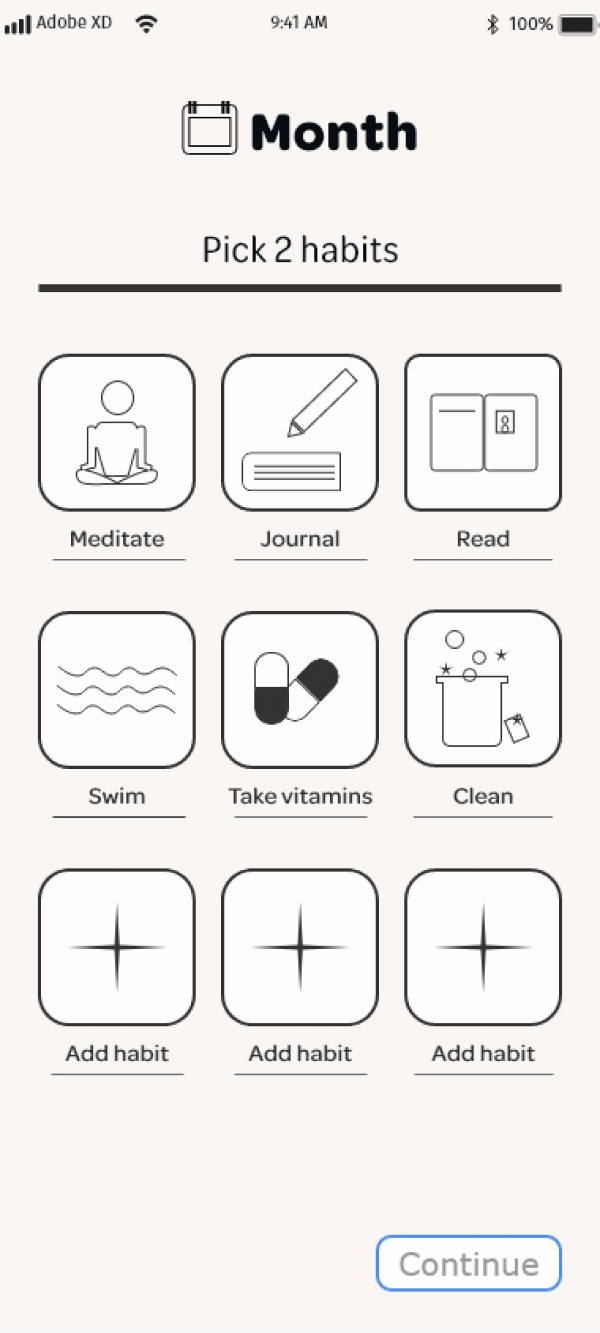 Adobe XD 9:41 AM 100%
Month
Pick 2 habits
Meditate Journal Read
Swim Take vitamins Clean
Add habit Add habit Add habit
Continue